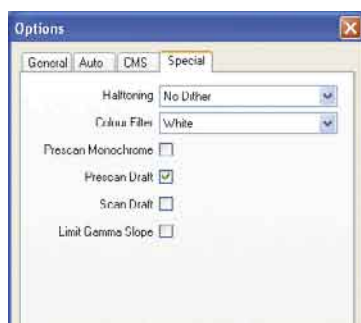 Options
General Auto CMS Special
Halftoning No Dither
Colour Filter White
Prescan Monochrome
Prescan Draft
Scan Draft
Limit Gamma Slope